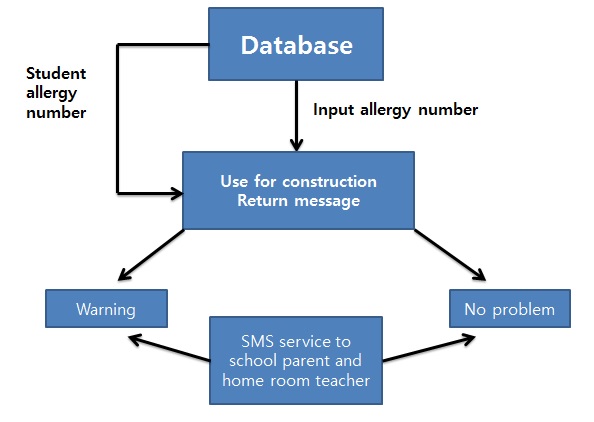 Database
Student
allergy
number
Input allergy number
Use for construction
Return message
Warning
No problem
SMS service to
school parent and
home room teacher